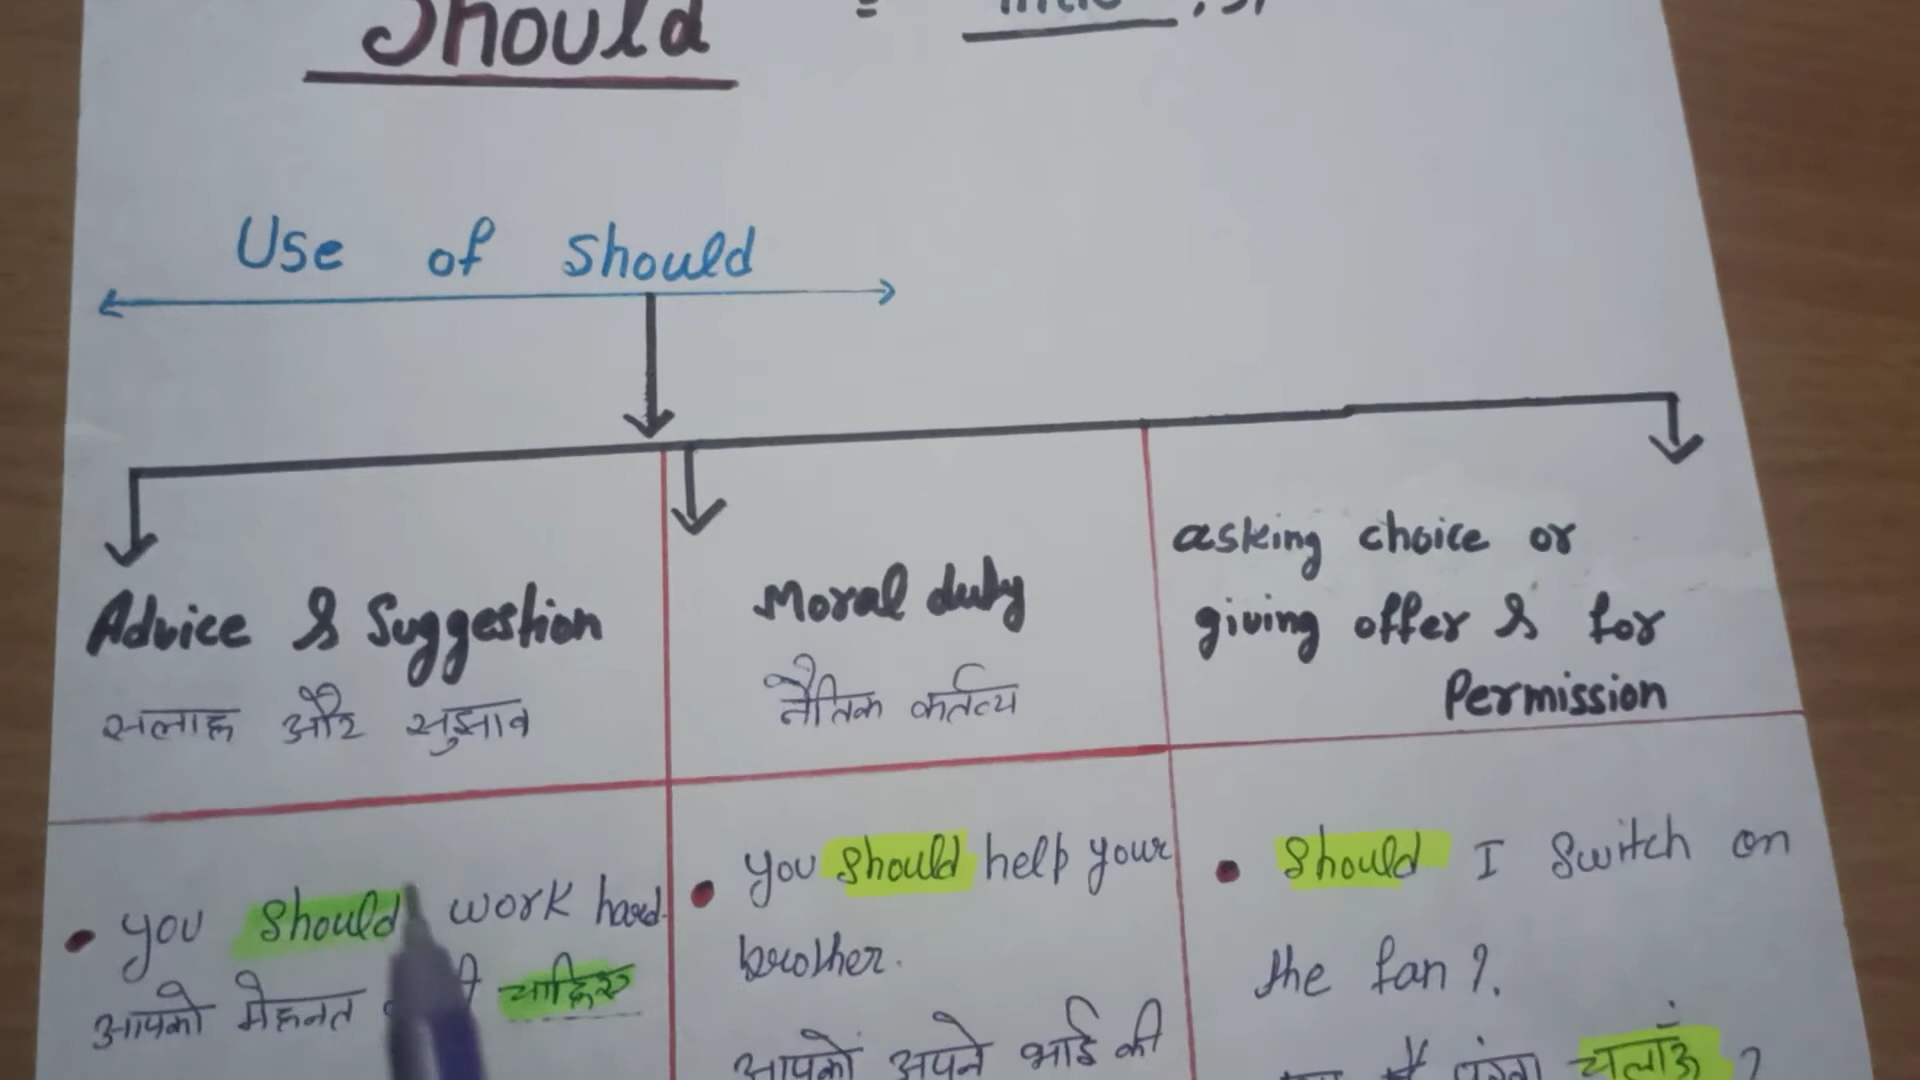 Should =
Use of Should
Advice & Suggestion
सलाह और सुझाव
Moral duty
नैतिक कर्तव्य
asking choice or
giving offer & for
Permission
• you should work hard.
आपको मेहनत चाहिए
• you should help your
brother.
आपको अपने भाई की
• Should I switch on
the fan?.
पंखा चलाऊं ?